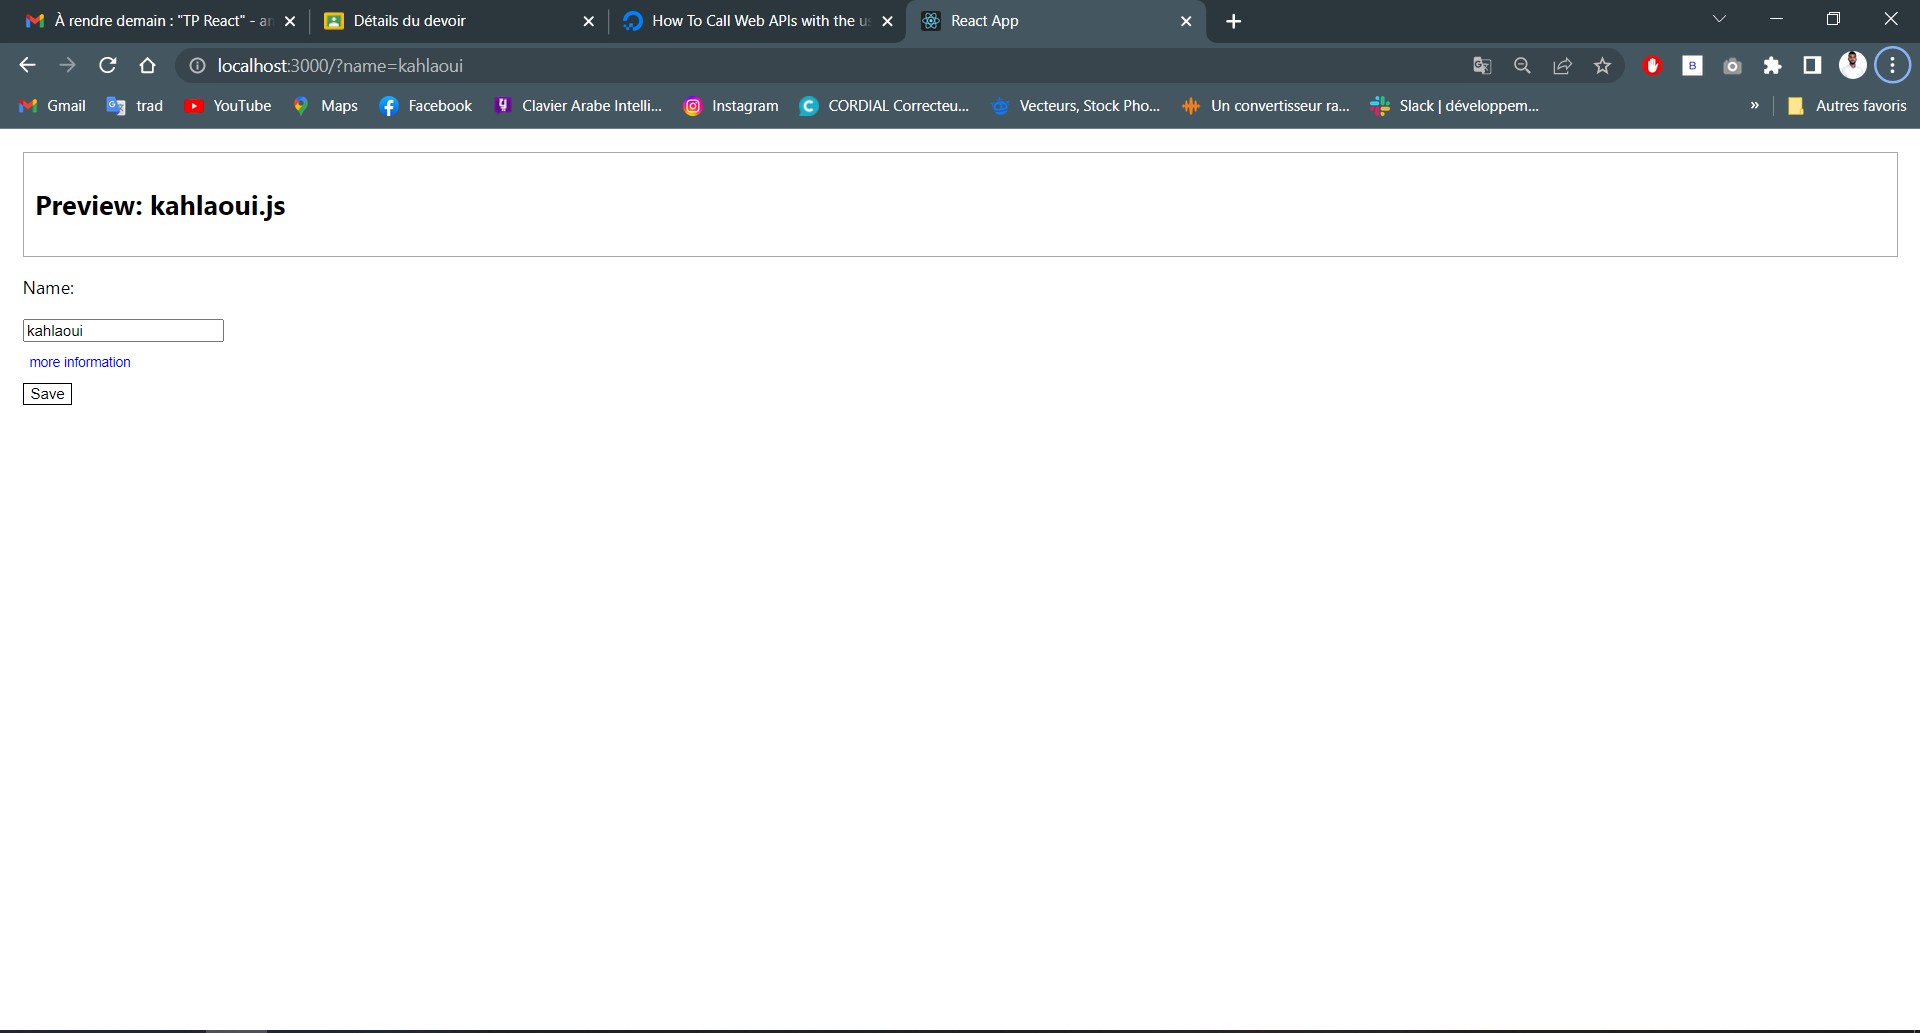 À rendre demain : "TP React" - an
Détails du devoir
How To Call Web APIs with the us
React App
localhost:3000/?name=kahlaoui
Gmail
trad
YouTube
Maps
Facebook
Clavier Arabe Intelli...
Instagram
CORDIAL Correcteu...
Vecteurs, Stock Pho...
Un convertisseur ra...
Slack | développem...
»
Autres favoris
Preview: kahlaoui.js
Name:
kahlaoui
more information
Save